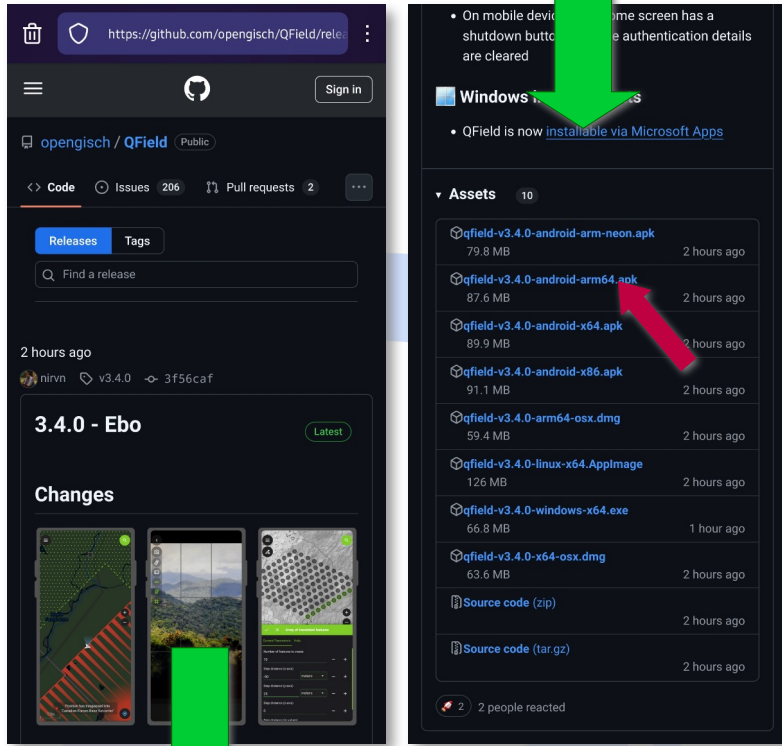 https://github.com/opengisch/QField/rele
Sign in
opengisch / QField Public
Code Issues 206 Pull requests 2
Releases Tags
Find a release
2 hours ago
nirvn v3.4.0 3f56caf
3.4.0 - Ebo Latest
Changes
Array of translated features
Number of features to create
On mobile
screen has a
shutdown
authentication details
are cleared
Windows
QField is now installable via Microsoft Apps
Assets 10
qfield-v3.4.0-android-arm-neon.apk
79.8 MB 2 hours ago
qfield-v3.4.0-android-arm64.apk
87.6 MB 2 hours ago
qfield-v3.4.0-android-x64.apk
89.9 MB 2 hours ago
qfield-v3.4.0-android-x86.apk
91.1 MB 2 hours ago
qfield-v3.4.0-arm64-osx.dmg
59.4 MB 2 hours ago
qfield-v3.4.0-linux-x64.AppImage
126 MB 2 hours ago
qfield-v3.4.0-windows-x64.exe
66.8 MB 1 hour ago
qfield-v3.4.0-x64-osx.dmg
63.6 MB 2 hours ago
Source code (zip)
2 hours ago
Source code (tar.gz)
2 hours ago
2 2 people reacted